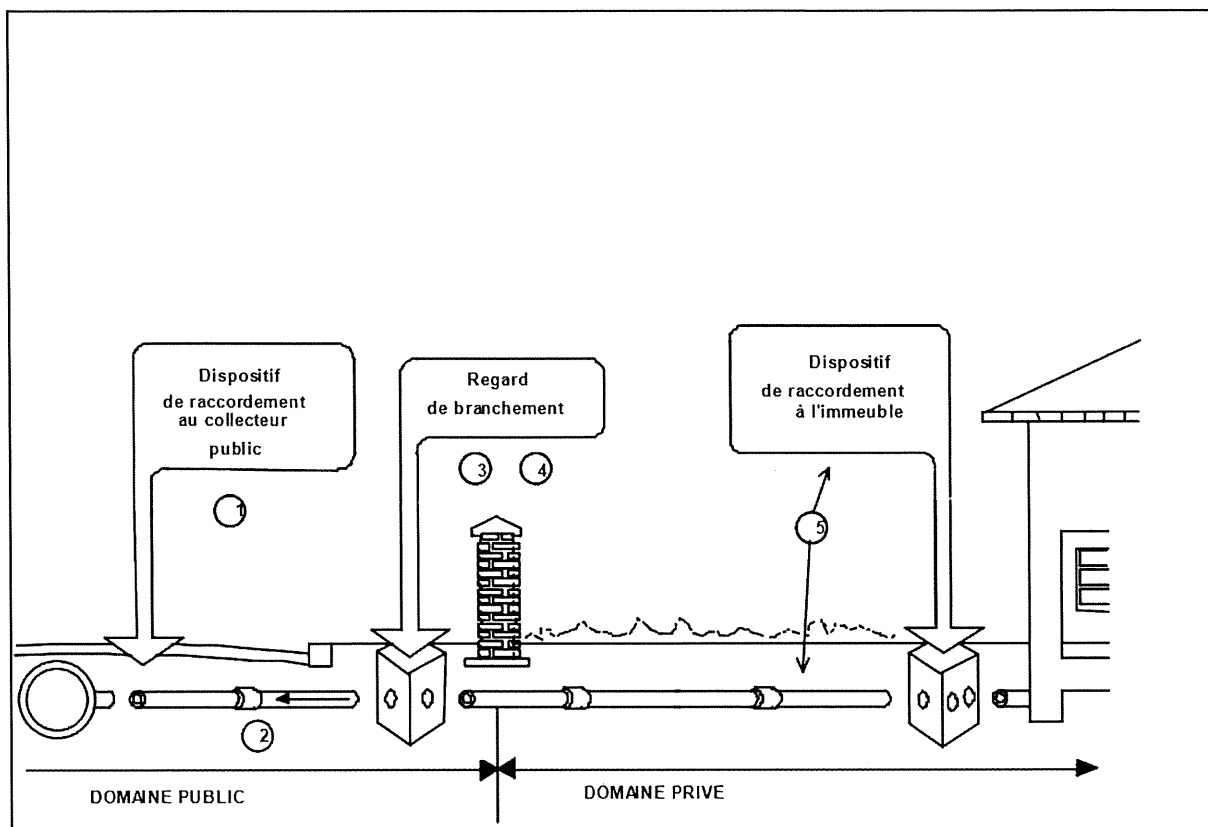 Dispositif
de raccordement
au collecteur
public
Regard
de branchement
Dispositif
de raccordement
à l'immeuble
1
3
4
5
2
DOMAINE PUBLIC
DOMAINE PRIVE